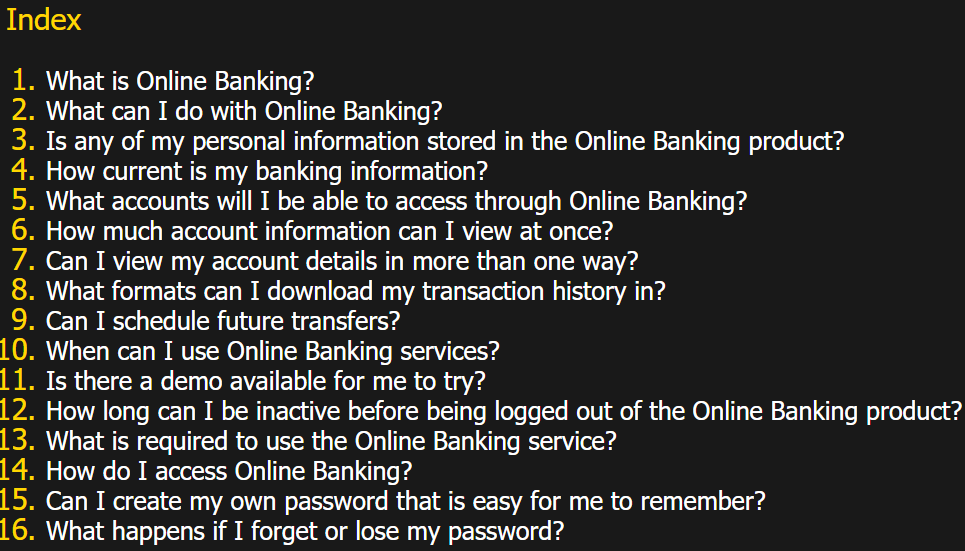 Index
1. What is Online Banking?
2. What can I do with Online Banking?
3. Is any of my personal information stored in the Online Banking product?
4. How current is my banking information?
5. What accounts will I be able to access through Online Banking?
6. How much account information can I view at once?
7. Can I view my account details in more than one way?
8. What formats can I download my transaction history in?
9. Can I schedule future transfers?
10. When can I use Online Banking services?
11. Is there a demo available for me to try?
12. How long can I be inactive before being logged out of the Online Banking product?
13. What is required to use the Online Banking service?
14. How do I access Online Banking?
15. Can I create my own password that is easy for me to remember?
16. What happens if I forget or lose my password?